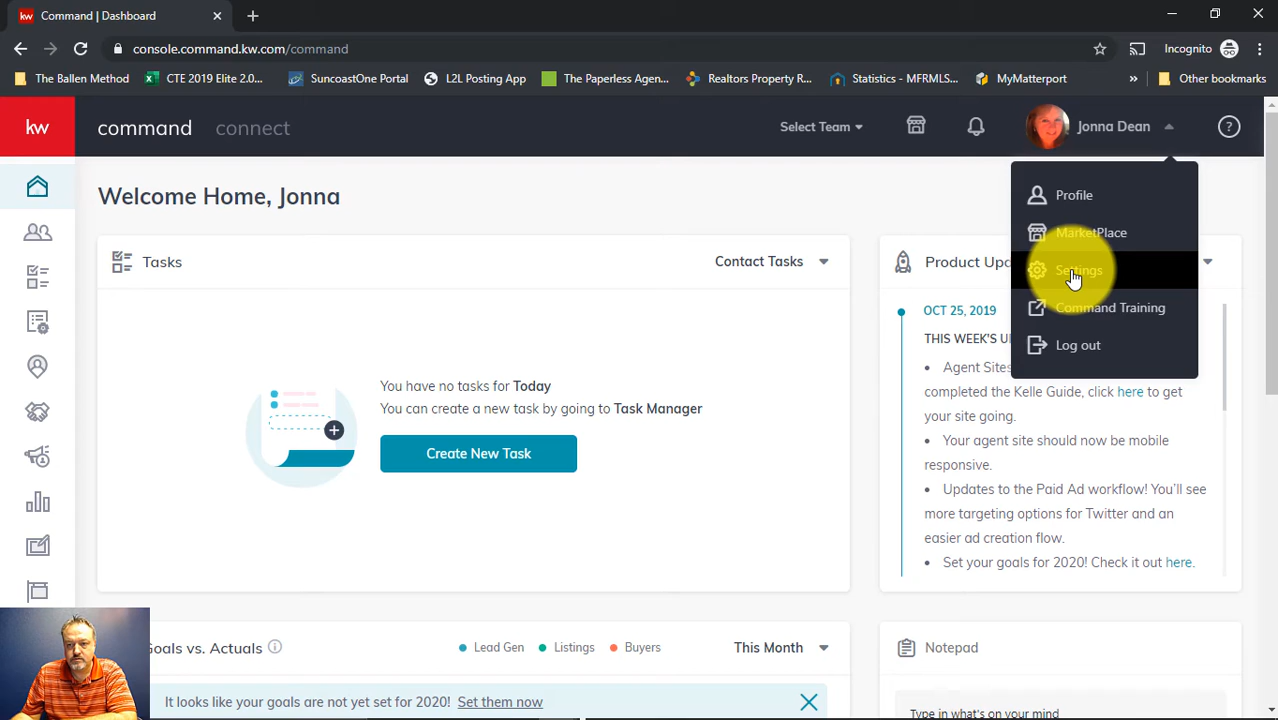 kw Command | Dashboard
console.command.kw.com/command
Incognito
The Ballen Method
CTE 2019 Elite 2.0...
SuncoastOne Portal
L2L Posting App
The Paperless Agen...
Realtors Property R...
Statistics - MFRMLS...
MyMatterport
»
Other bookmarks
kw
command
connect
Select Team
Jonna Dean
?
Welcome Home, Jonna
Profile
MarketPlace
Settings
Command Training
Log out
Tasks
Contact Tasks
You have no tasks for Today
You can create a new task by going to Task Manager
Create New Task
Product
OCT 25, 2019
THIS WEEK'S
Agent Sites
completed the Kelle Guide, click here to get
your site going.
• Your agent site should now be mobile
responsive.
• Updates to the Paid Ad workflow! You'll see
more targeting options for Twitter and an
easier ad creation flow.
• Set your goals for 2020! Check it out here.
Goals vs. Actuals
Lead Gen
Listings
Buyers
This Month
It looks like your goals are not yet set for 2020! Set them now
Notepad
Type in what's on your mind